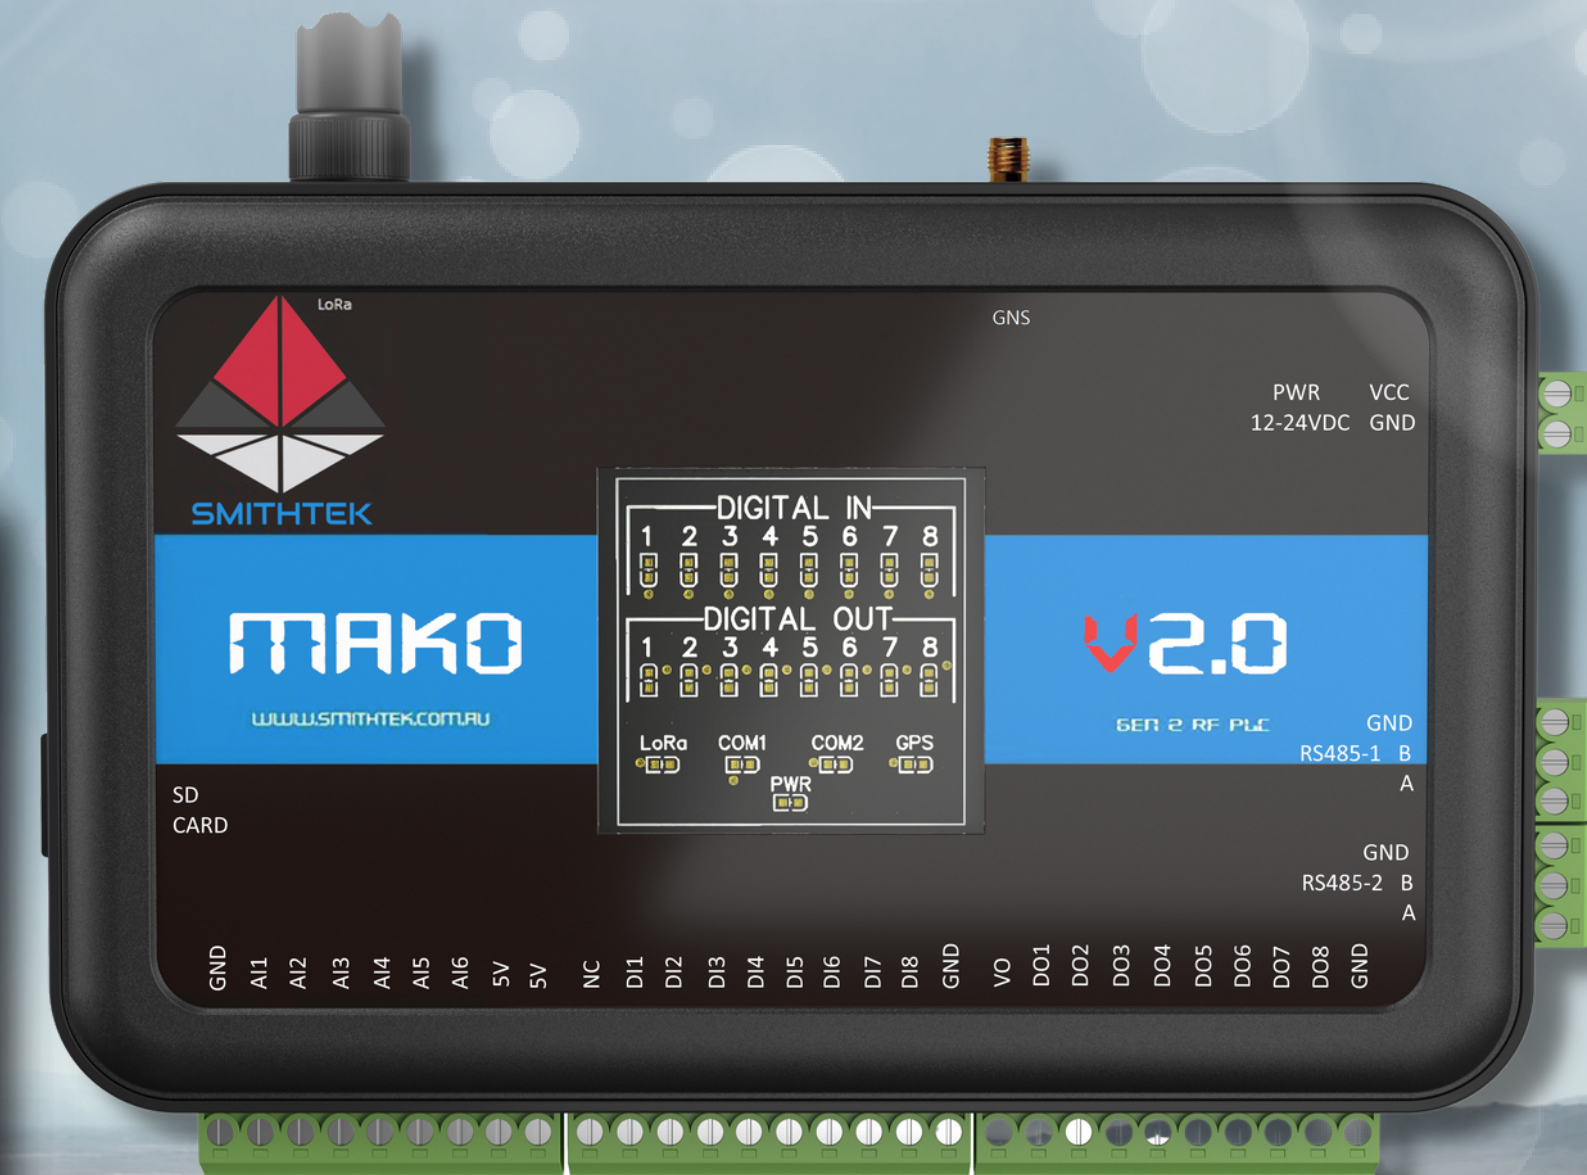 LoRa
GNS
PWR VCC
12-24VDC GND
SMITHTEK
DIGITAL IN
1 2 3 4 5 6 7 8
DIGITAL OUT
1 2 3 4 5 6 7 8
LoRa COM1 COM2 GPS
PWR
MAKO
WWW.SMITHTEK.COM.AU
V2.0
GEN 2 RF PLC
GND
RS485-1 B
A
SD
CARD
GND
RS485-2 B
A
GND AI1 AI2 AI3 AI4 AI5 AI6 5V 5V NC DI1 DI2 DI3 DI4 DI5 DI6 DI7 DI8 GND VO DO1 DO2 DO3 DO4 DO5 DO6 DO7 DO8 GND